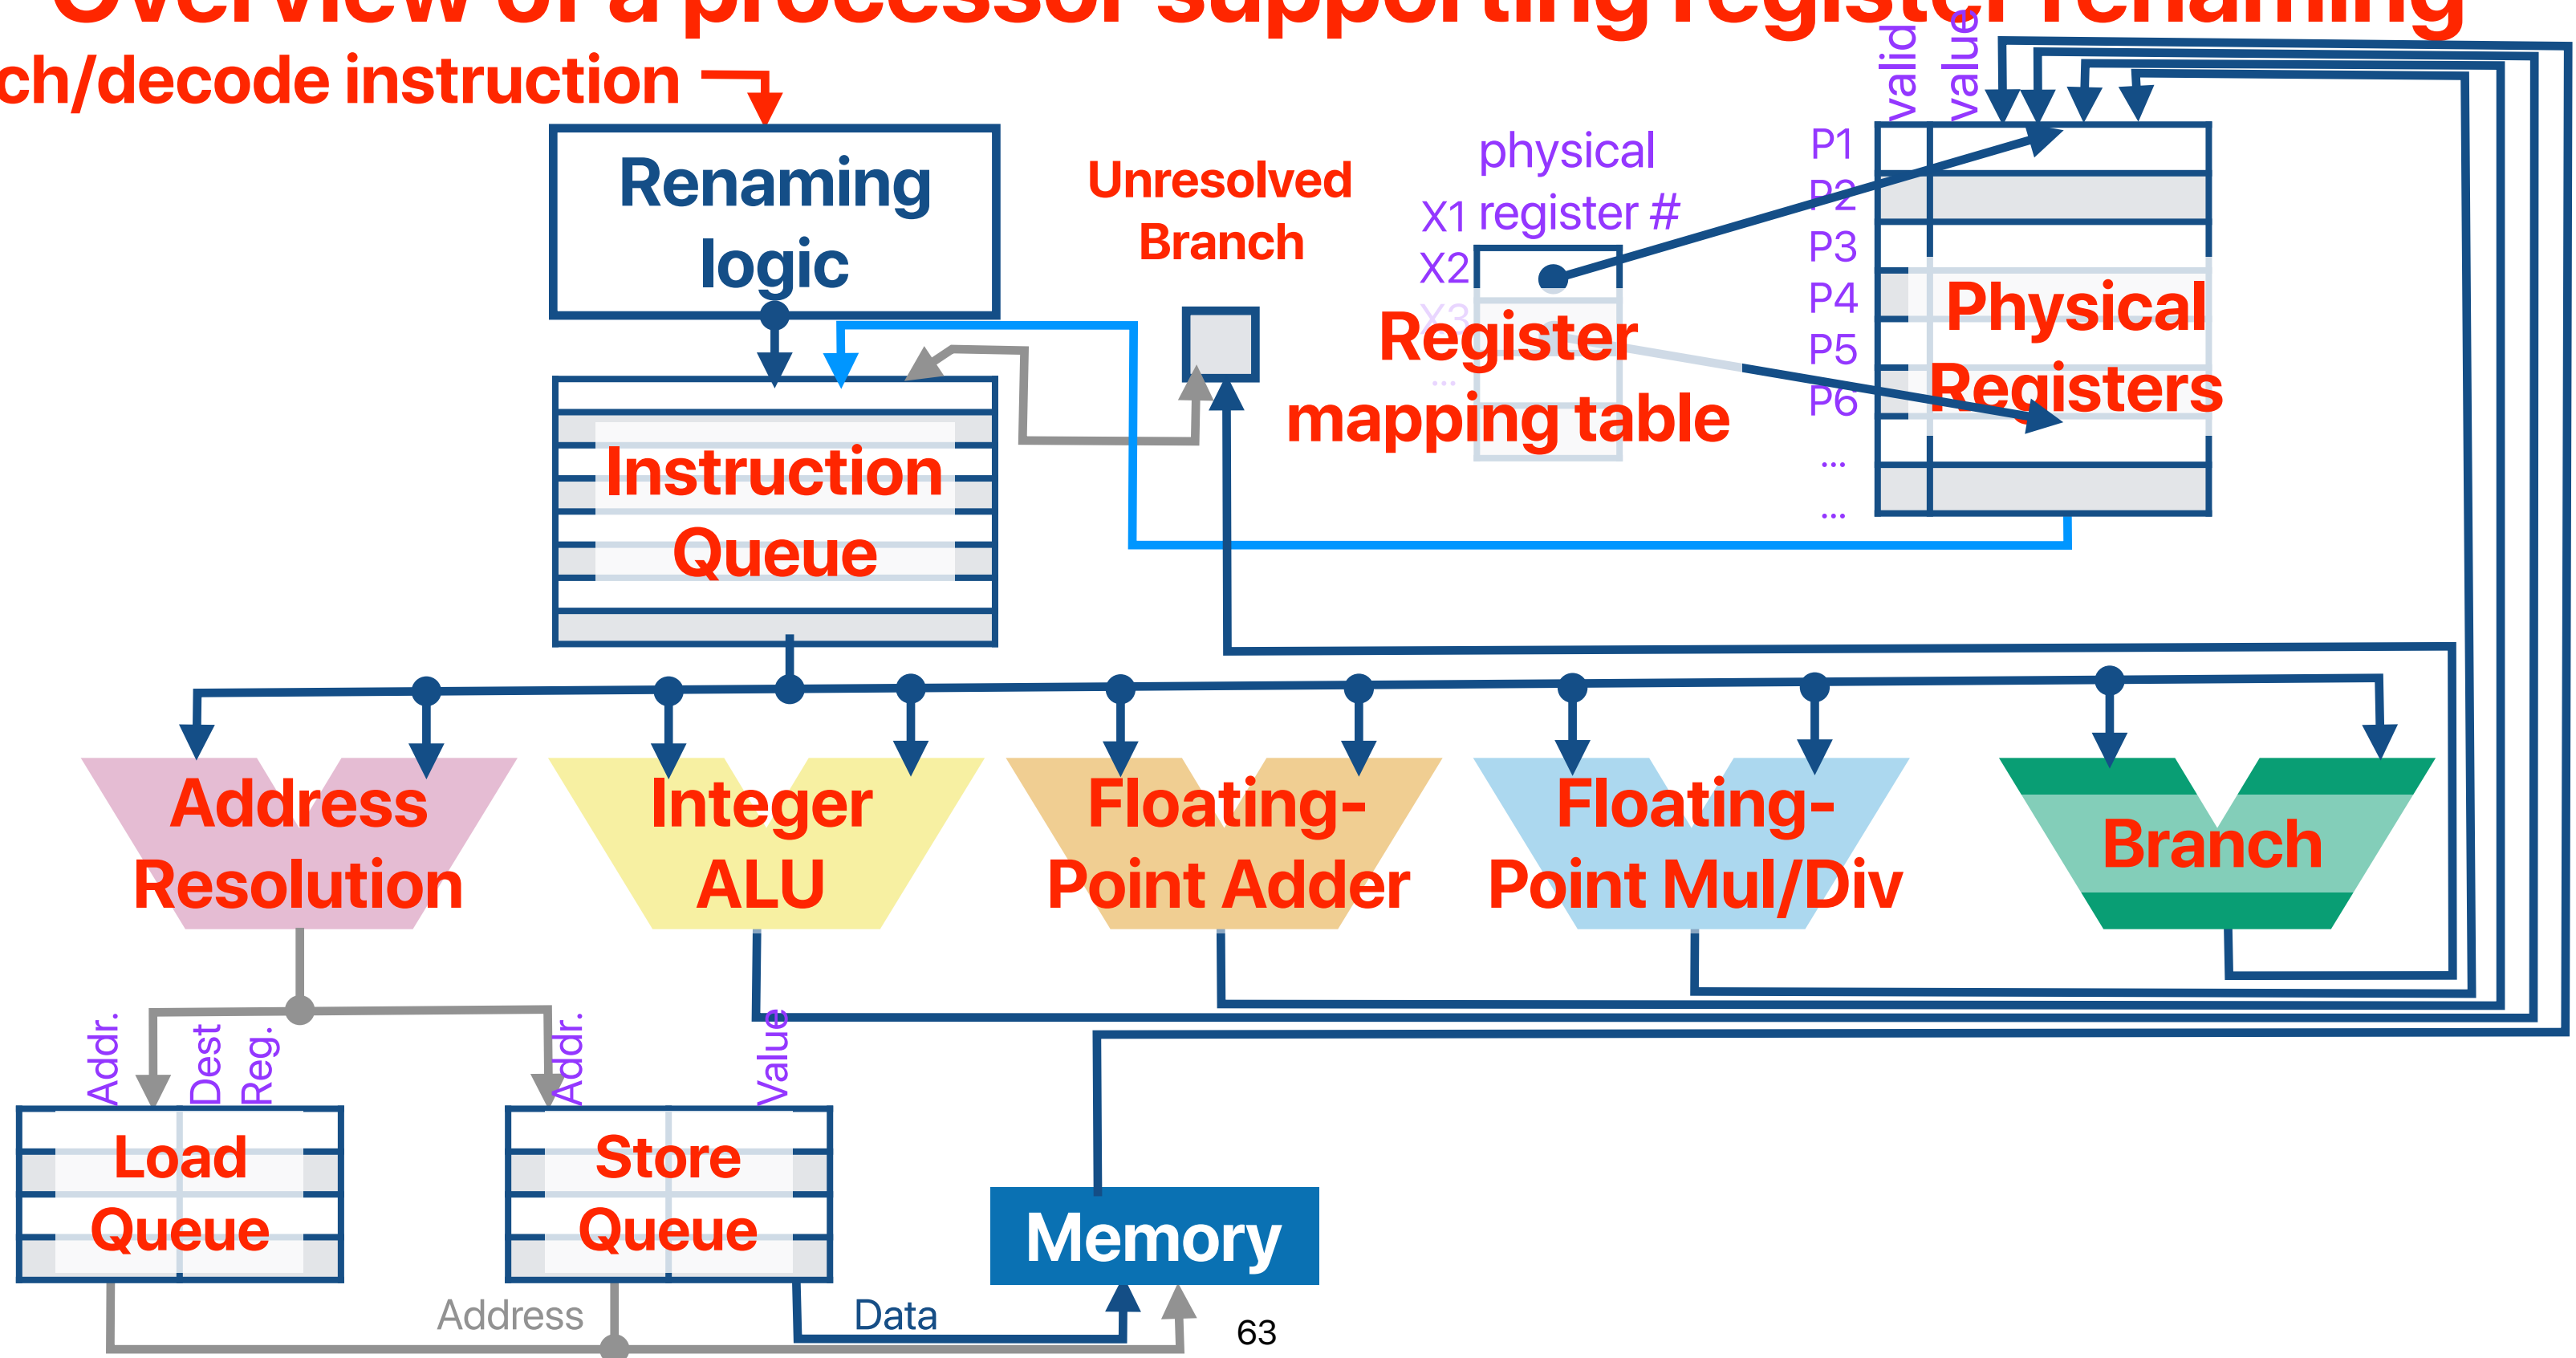 Overview of a processor supporting register renaming
ch/decode instruction
valid
value
Renaming
logic
Unresolved
Branch
physical
register #
X1
X2
X3
...
Register
mapping table
P1
P2
P3
P4
P5
P6
...
...
Physical
Registers
Instruction
Queue
Address
Resolution
Integer
ALU
Floating-
Point Adder
Floating-
Point Mul/Div
Branch
Addr.
Dest
Reg.
Addr.
Value
Load
Queue
Store
Queue
Memory
Address
Data
63